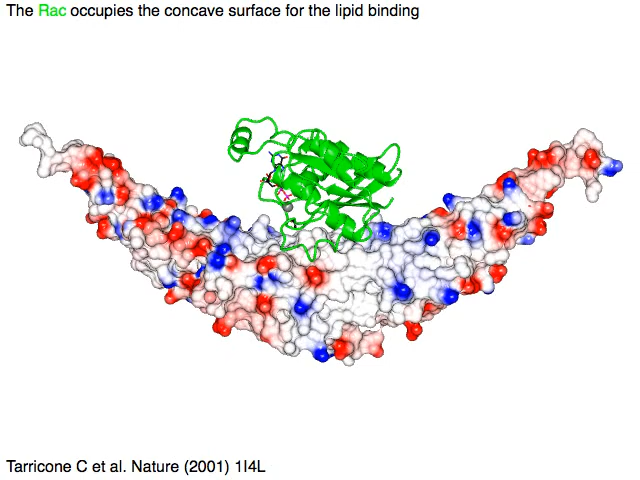 The Rac occupies the concave surface for the lipid binding
Tarricone C et al. Nature (2001) 1I4L